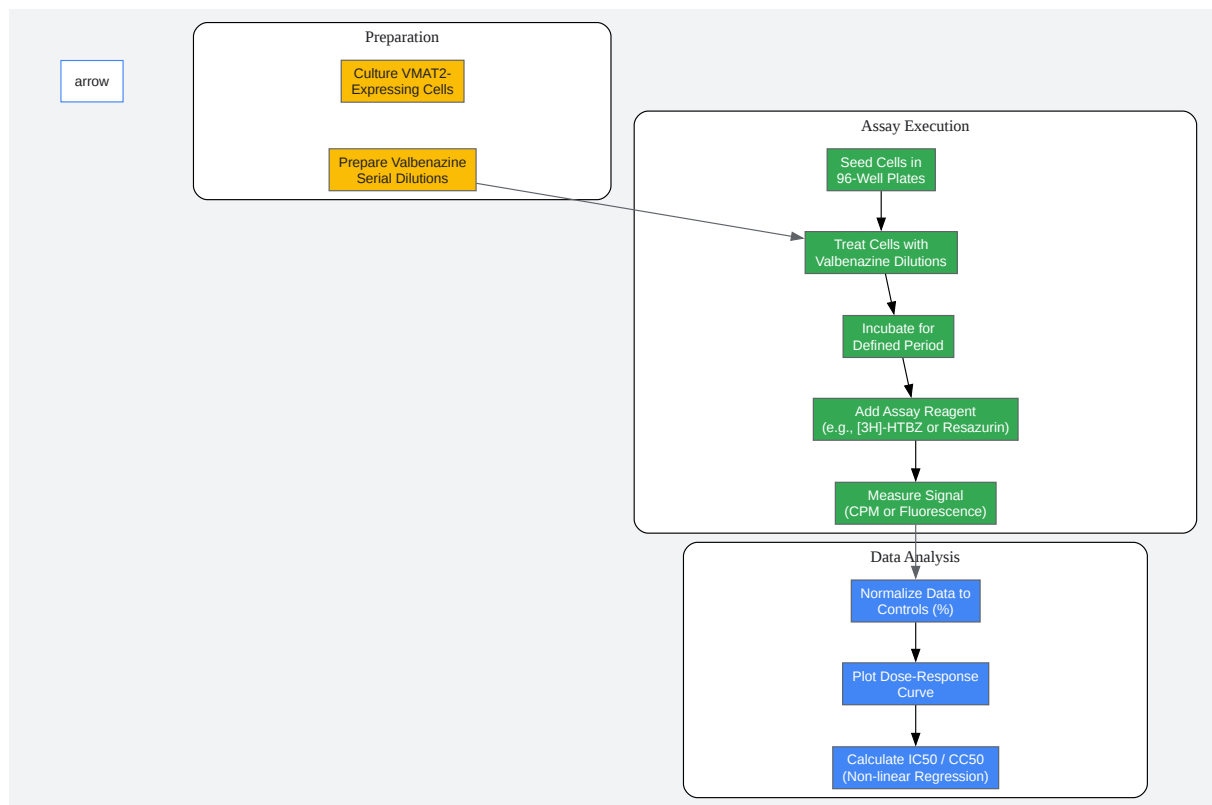 Preparation
arrow
Culture VMAT2-
Expressing Cells
Prepare Valbenazine
Serial Dilutions
Assay Execution
Seed Cells in
96-Well Plates
Treat Cells with
Valbenazine Dilutions
Incubate for
Defined Period
Add Assay Reagent
(e.g., [3H]-HTBZ or Resazurin)
Measure Signal
(CPM or Fluorescence)
Data Analysis
Normalize Data to
Controls (%)
Plot Dose-Response
Curve
Calculate IC50 / CC50
(Non-linear Regression)